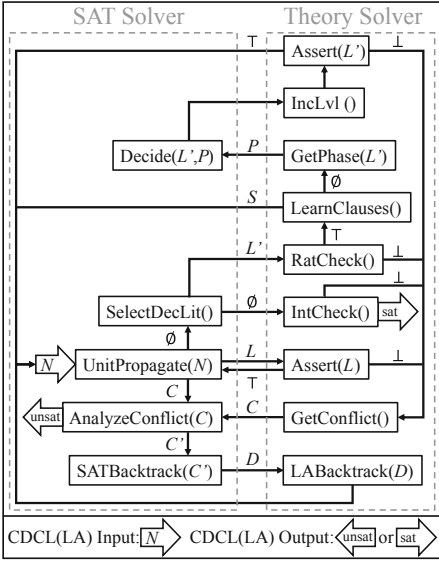 SAT Solver Theory Solver
⊤ Assert(L') ⊥
IncLvl ()
Decide(L',P) P GetPhase(L')
∅
S LearnClauses()
⊤
L' RatCheck() ⊥
⊥
SelectDecLit() ∅ IntCheck() sat
∅
N UnitPropagate(N) L Assert(L) ⊥
⊤
C
unsat AnalyzeConflict(C) C GetConflict()
C'
SATBacktrack(C') D LABacktrack(D)
CDCL(LA) Input: N CDCL(LA) Output: unsat or sat